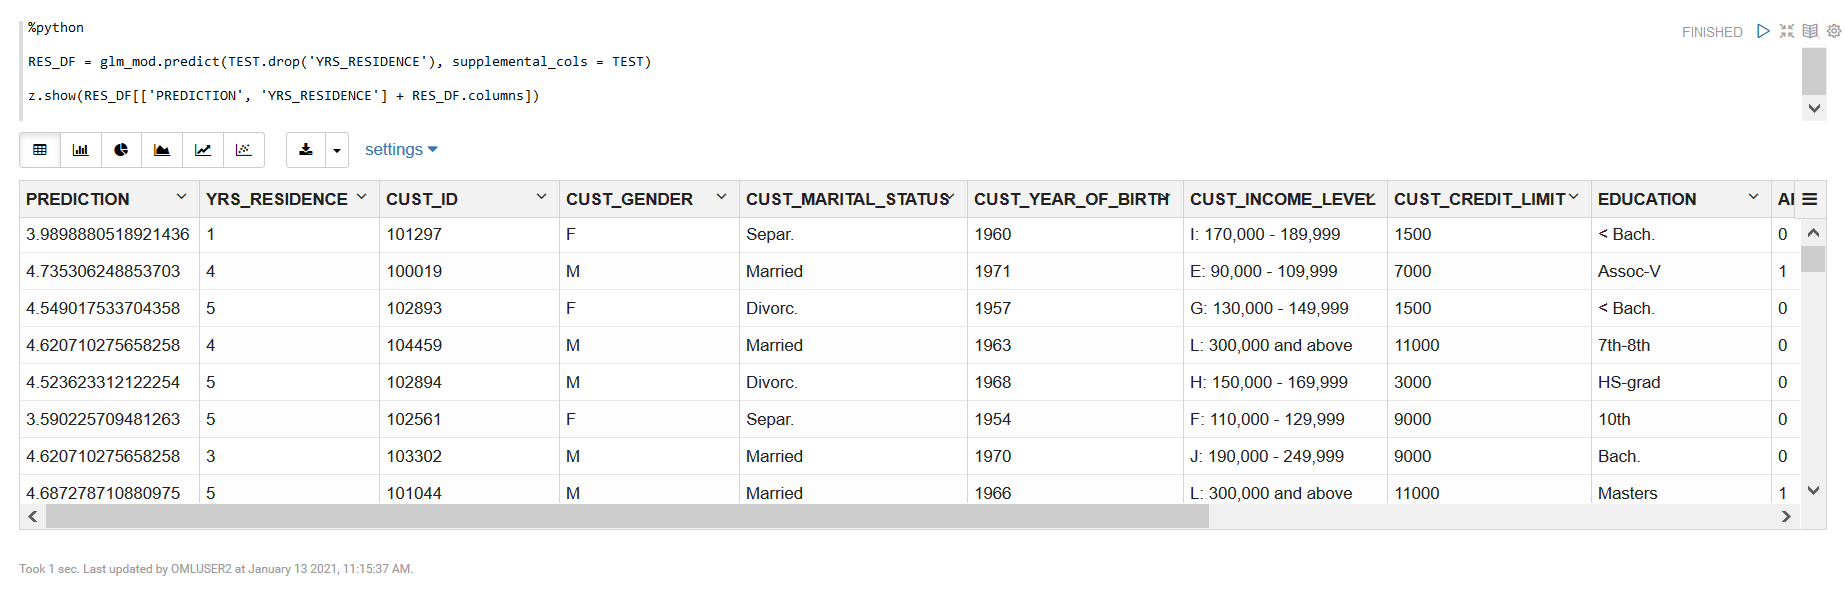 %python
FINISHED
RES_DF = glm_mod.predict(TEST.drop('YRS_RESIDENCE'), supplemental_cols = TEST)
z.show(RES_DF[['PREDICTION', 'YRS_RESIDENCE'] + RES_DF.columns])
settings
PREDICTION YRS_RESIDENCE CUST_ID CUST_GENDER CUST_MARITAL_STATUS CUST_YEAR_OF_BIRTH CUST_INCOME_LEVEL CUST_CREDIT_LIMIT EDUCATION
3.9898880518921436 1 101297 F Separ. 1960 I: 170,000 - 189,999 1500 < Bach. 0
4.735306248853703 4 100019 M Married 1971 E: 90,000 - 109,999 7000 Assoc-V 1
4.549017533704358 5 102893 F Divorc. 1957 G: 130,000 - 149,999 1500 < Bach. 0
4.620710275658258 4 104459 M Married 1963 L: 300,000 and above 11000 7th-8th 0
4.523623312122254 5 102894 M Divorc. 1968 H: 150,000 - 169,999 3000 HS-grad 0
3.590225709481263 5 102561 F Separ. 1954 F: 110,000 - 129,999 9000 10th 0
4.620710275658258 3 103302 M Married 1970 J: 190,000 - 249,999 9000 Bach. 0
4.687278710880975 5 101044 M Married 1966 L: 300,000 and above 11000 Masters 1
Took 1 sec. Last updated by OMLUSER2 at January 13 2021, 11:15:37 AM.